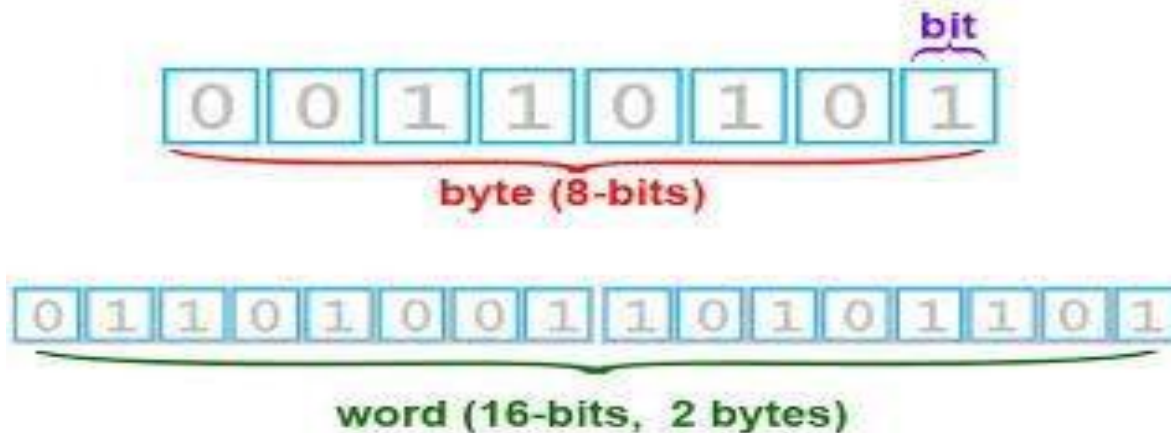 bit
0 0 1 1 0 1 0 1
byte (8-bits)
0 1 1 0 1 0 0 1 1 0 1 0 1 1 0 1
word (16-bits, 2 bytes)